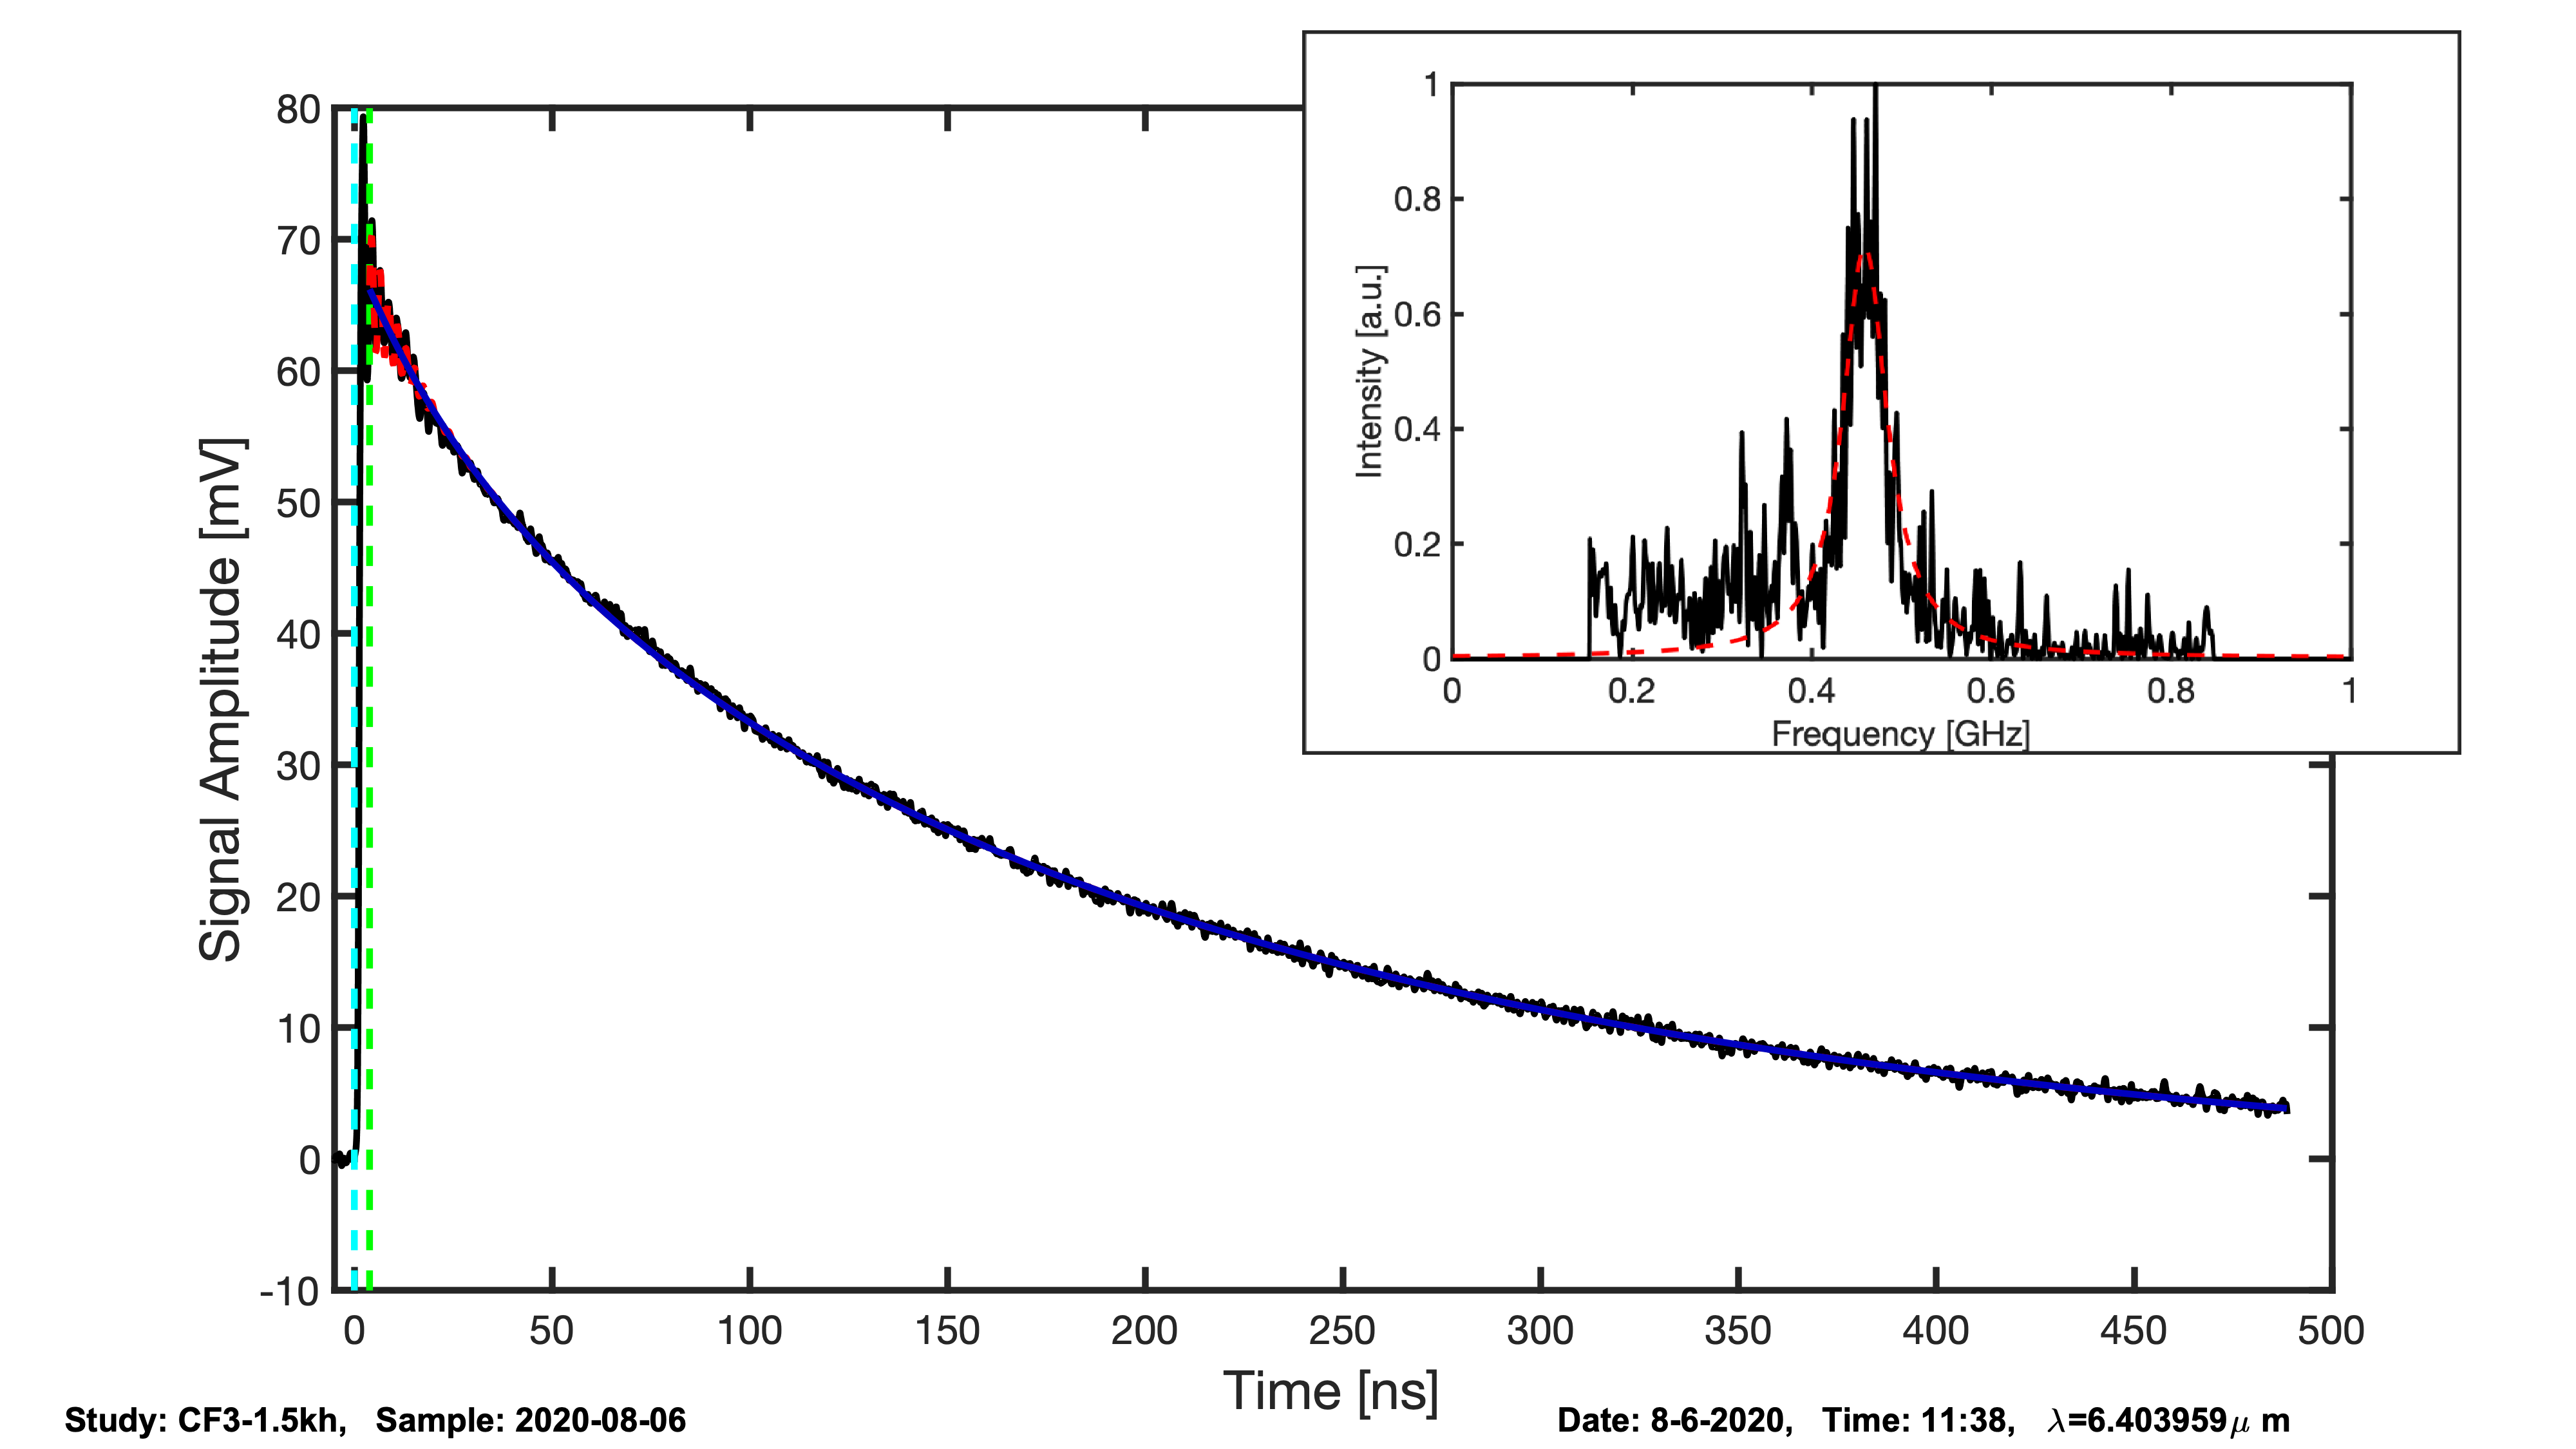 1
0.8
0.6
0.4
0.2
0
Intensity [a.u.]
0 0.2 0.4 0.6 0.8 1
Frequency [GHz]
80
70
60
50
40
30
20
10
0
-10
Signal Amplitude [mV]
0 50 100 150 200 250 300 350 400 450 500
Time [ns]
Study: CF3-1.5kh, Sample: 2020-08-06
Date: 8-6-2020, Time: 11:38, λ=6.403959μ m